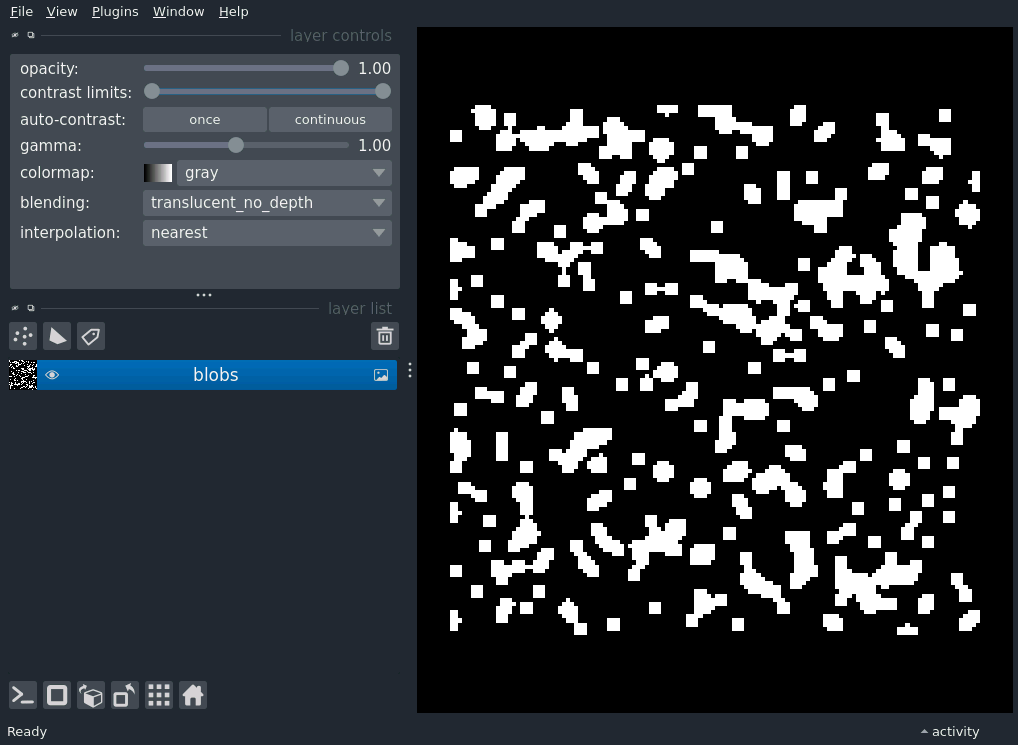 File View Plugins Window Help
layer controls
opacity: 1.00
contrast limits:
auto-contrast: once continuous
gamma: 1.00
colormap: gray
blending: translucent_no_depth
interpolation: nearest
layer list
blobs
Ready
activity